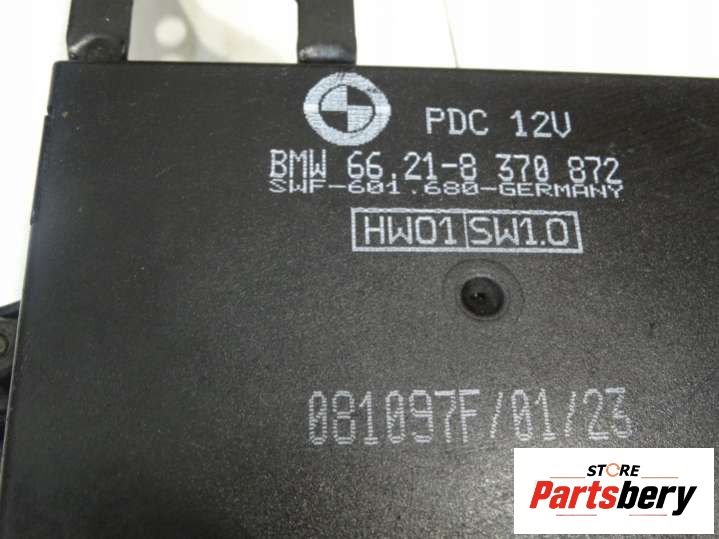 PDC 12V
BMW 66.21-8 370 872
SWF-601.680-GERMANY
HW01 SW1.0
081097F/01/23
STORE
Partsbery